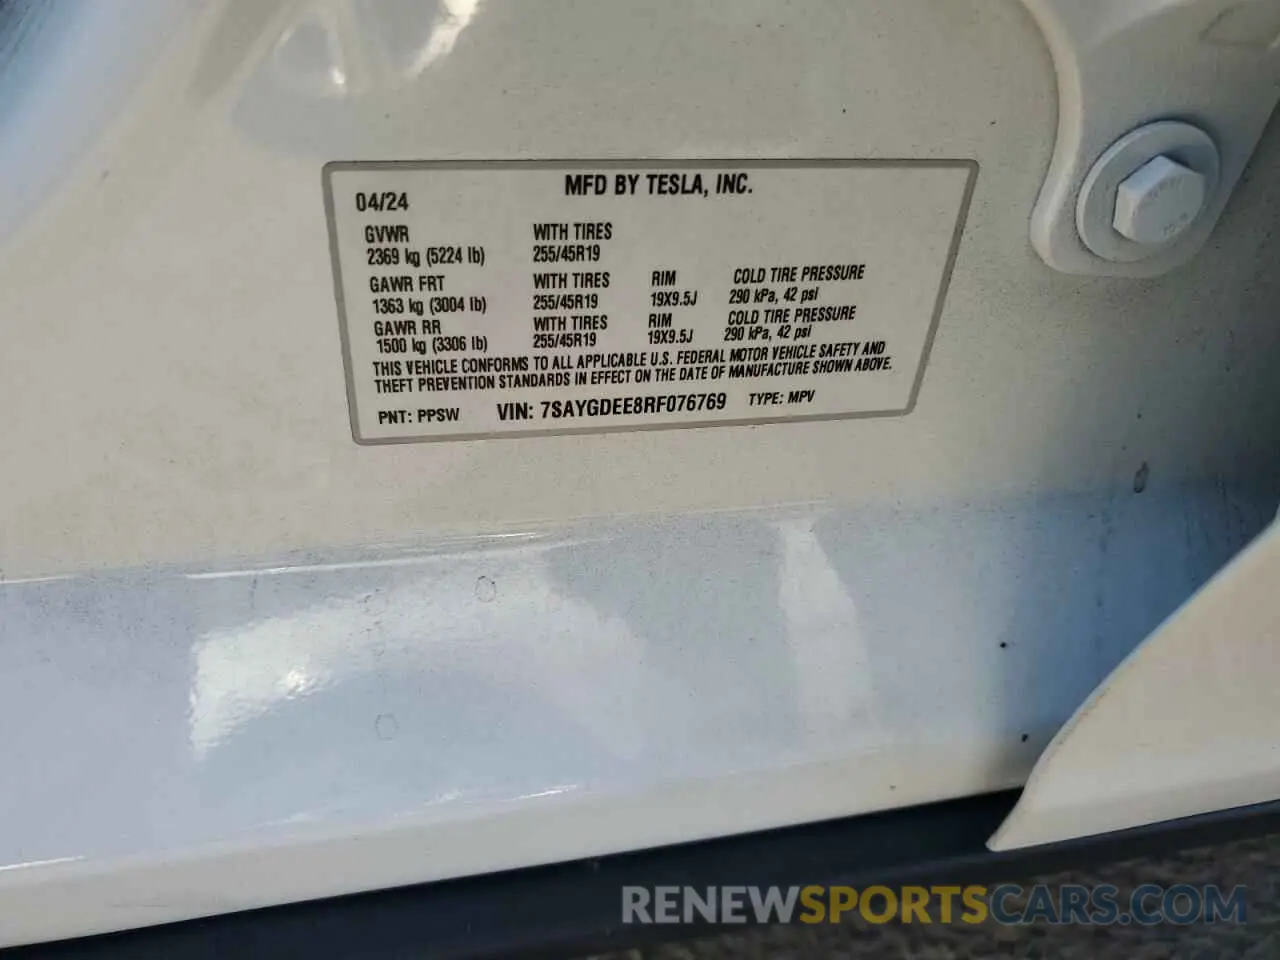 MFD BY TESLA, INC.
04/24
GVWR WITH TIRES
2369 kg (5224 lb) 255/45R19
GAWR FRT WITH TIRES RIM COLD TIRE PRESSURE
1363 kg (3004 lb) 255/45R19 19X9.5J 290 kPa, 42 psi
GAWR RR WITH TIRES RIM COLD TIRE PRESSURE
1500 kg (3306 lb) 255/45R19 19X9.5J 290 kPa, 42 psi
THIS VEHICLE CONFORMS TO ALL APPLICABLE U.S. FEDERAL MOTOR VEHICLE SAFETY AND
THEFT PREVENTION STANDARDS IN EFFECT ON THE DATE OF MANUFACTURE SHOWN ABOVE.
PNT: PPSW VIN: 7SAYGDEE8RF076769 TYPE: MPV
RENEWSPORTSCARS.COM